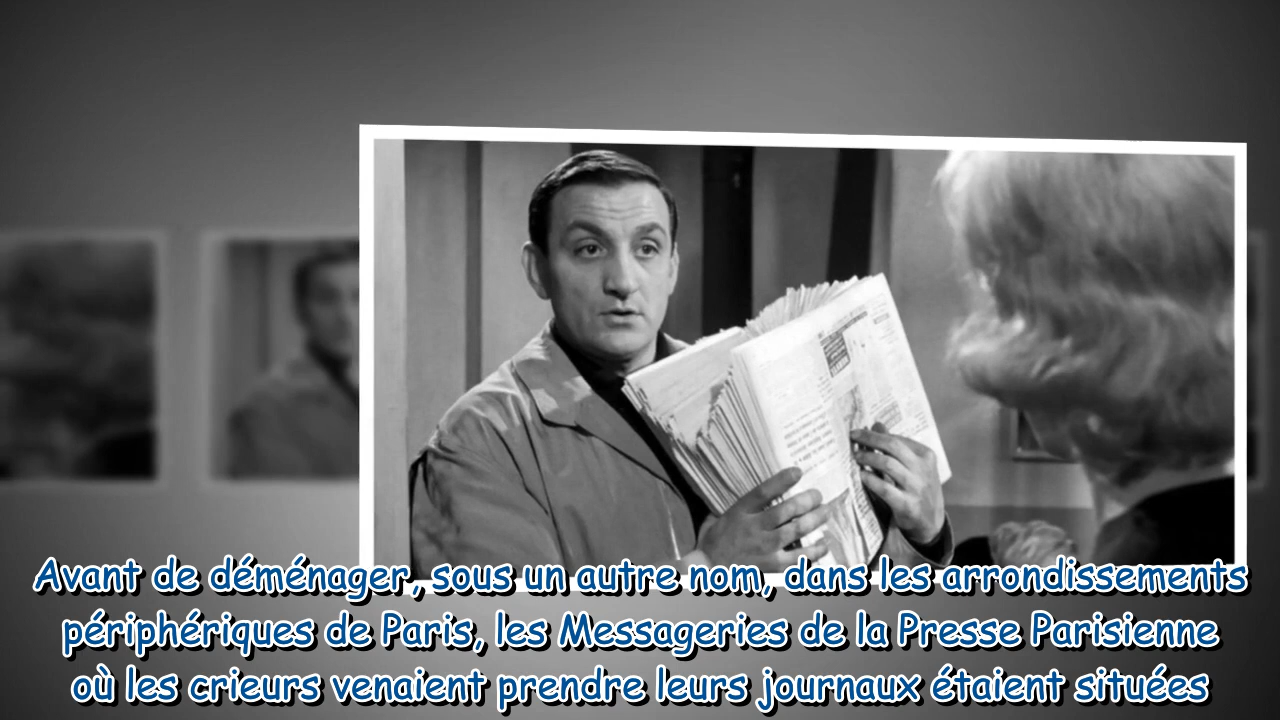 Avant de déménager, sous un autre nom, dans les arrondissements
périphériques de Paris, les Messageries de la Presse Parisienne
où les crieurs venaient prendre leurs journaux étaient situées